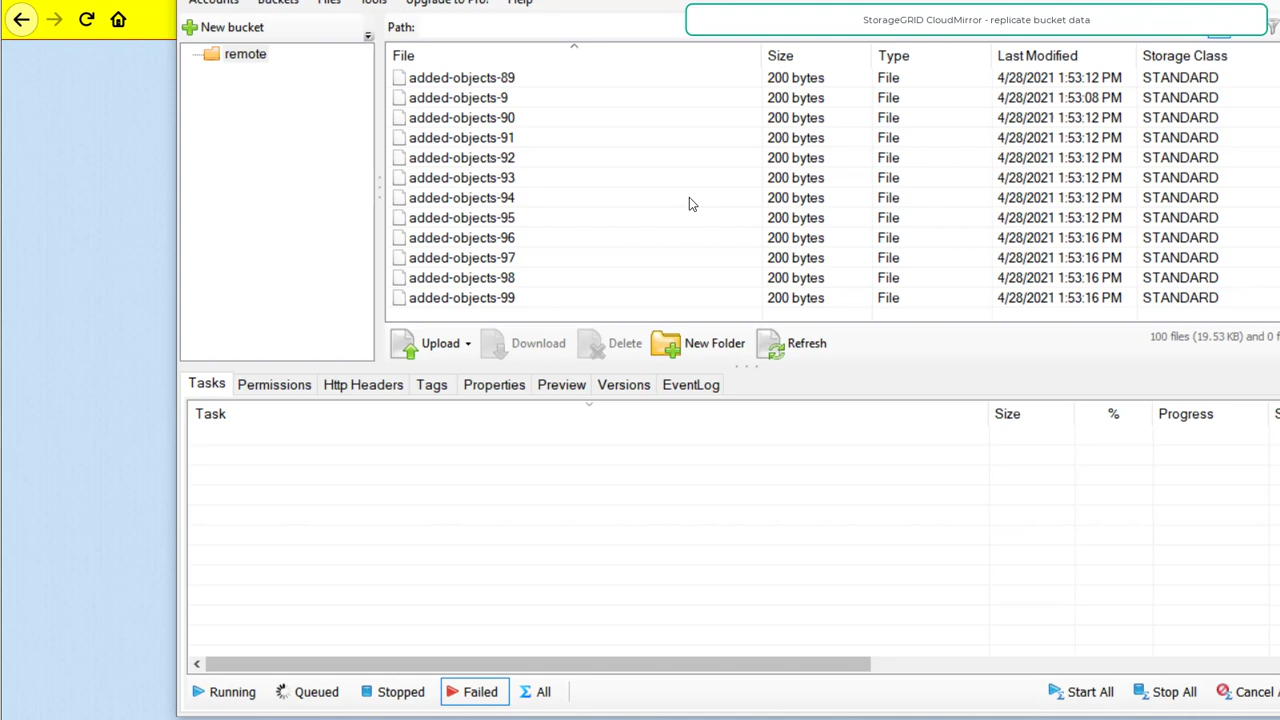 Accounts Buckets Files Tools Upgrade to Pro! Help
StorageGRID CloudMirror - replicate bucket data
New bucket
Path:
remote
File Size Type Last Modified Storage Class
added-objects-89 200 bytes File 4/28/2021 1:53:12 PM STANDARD
added-objects-9 200 bytes File 4/28/2021 1:53:08 PM STANDARD
added-objects-90 200 bytes File 4/28/2021 1:53:12 PM STANDARD
added-objects-91 200 bytes File 4/28/2021 1:53:12 PM STANDARD
added-objects-92 200 bytes File 4/28/2021 1:53:12 PM STANDARD
added-objects-93 200 bytes File 4/28/2021 1:53:12 PM STANDARD
added-objects-94 200 bytes File 4/28/2021 1:53:12 PM STANDARD
added-objects-95 200 bytes File 4/28/2021 1:53:12 PM STANDARD
added-objects-96 200 bytes File 4/28/2021 1:53:16 PM STANDARD
added-objects-97 200 bytes File 4/28/2021 1:53:16 PM STANDARD
added-objects-98 200 bytes File 4/28/2021 1:53:16 PM STANDARD
added-objects-99 200 bytes File 4/28/2021 1:53:16 PM STANDARD
Upload Download Delete New Folder Refresh
100 files (19.53 KB) and 0 f
Tasks Permissions Http Headers Tags Properties Preview Versions EventLog
Task Size % Progress S
Running Queued Stopped Failed All Start All Stop All Cancel A